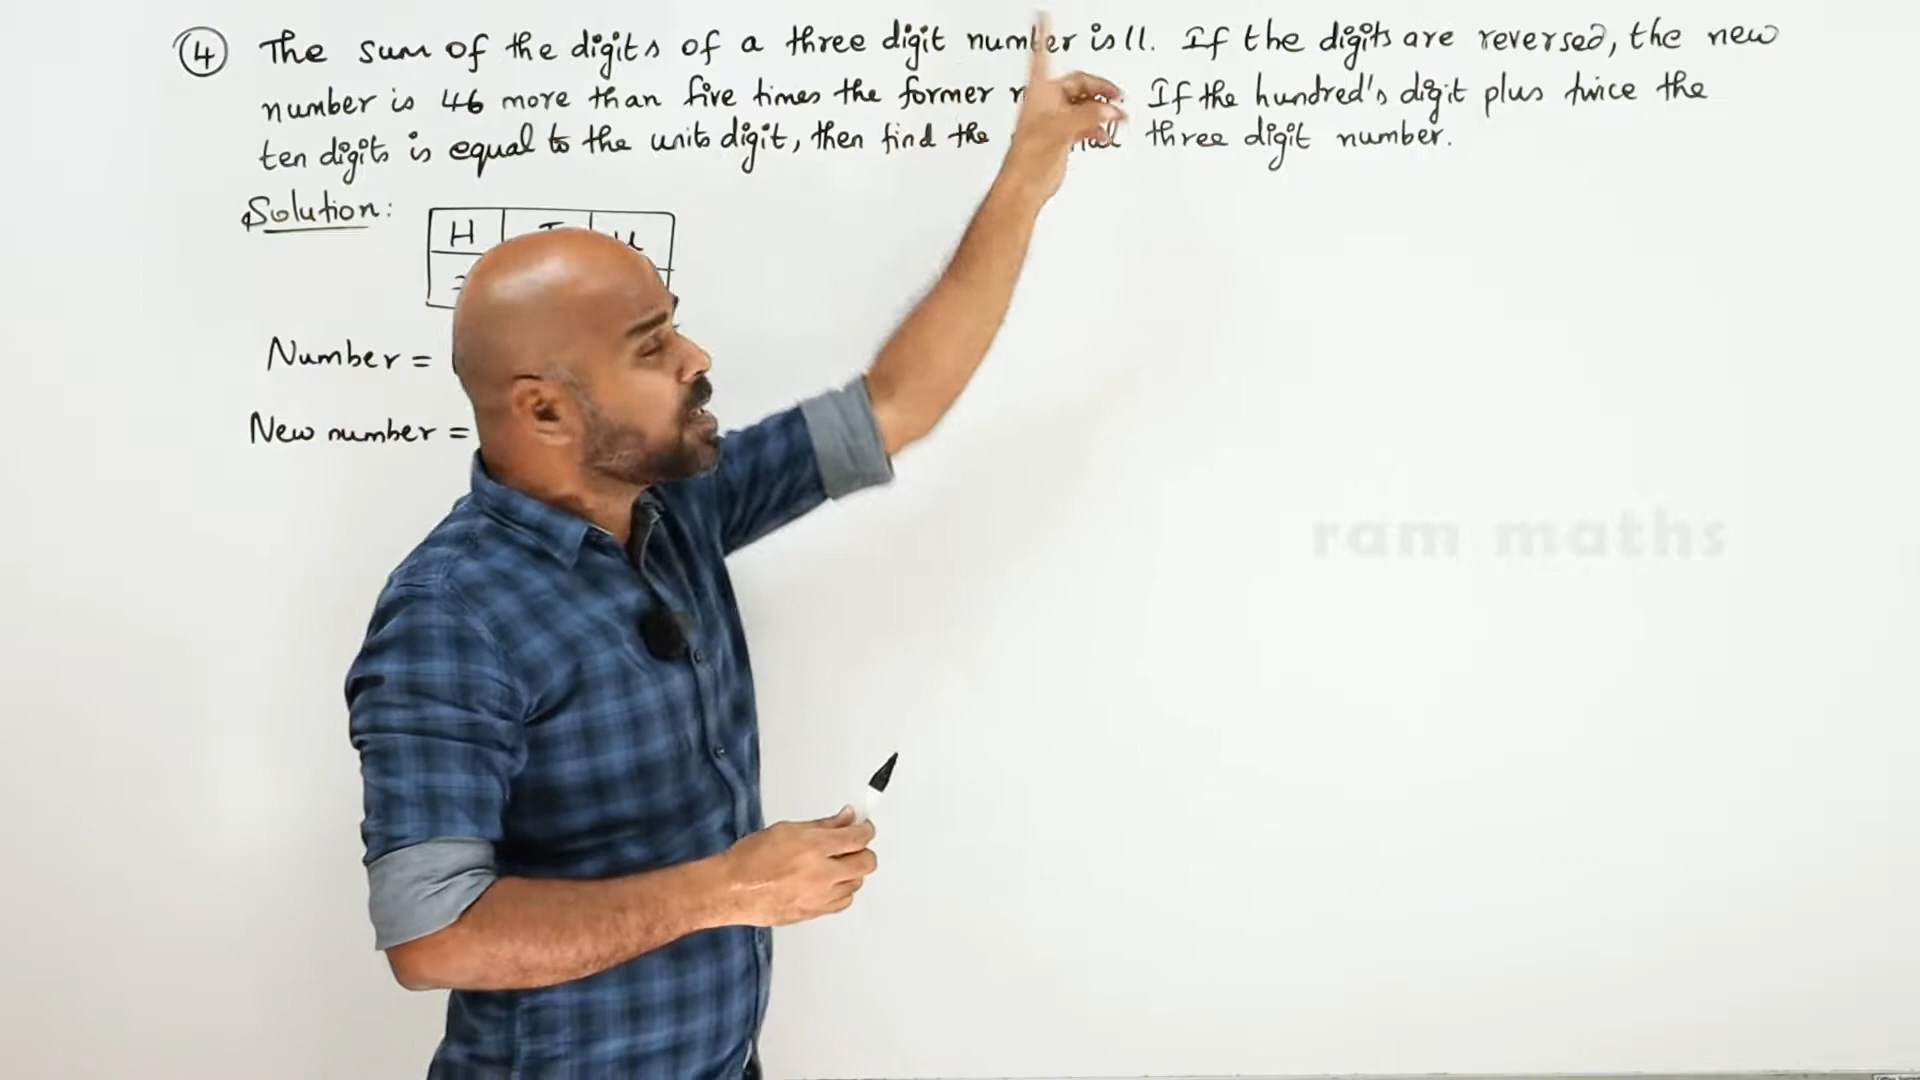 4 The sum of the digits of a three digit number is 11. If the digits are reversed, the new
number is 46 more than five times the former If the hundred's digit plus twice the
ten digits is equal to the units digit, then find the three digit number.
Solution:
H T U
Number =
New number =
ram maths